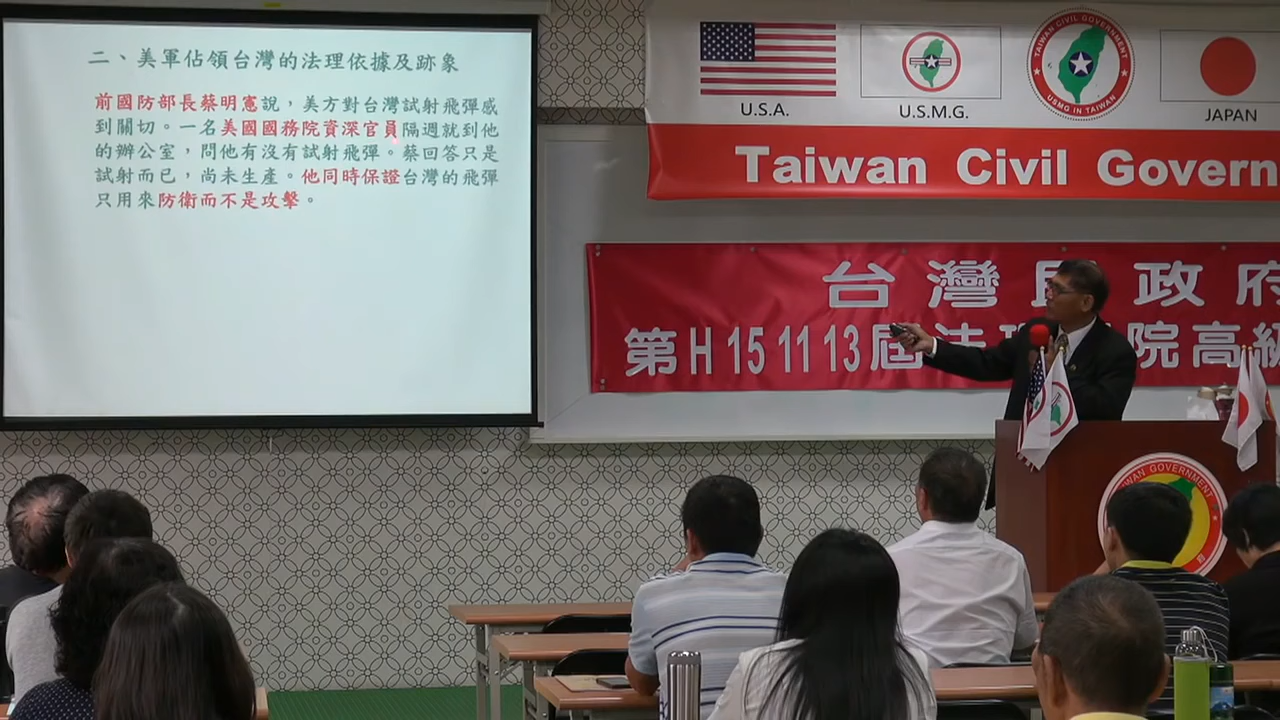 二、美軍佔領台灣的法理依據及跡象
前國防部長蔡明憲說，美方對台灣試射飛彈感
到關切。一名美國國務院資深官員隔週就到他
的辦公室，問他有沒有試射飛彈。蔡回答只是
試射而已，尚未生產。他同時保證台灣的飛彈
只用來防衛而不是攻擊。
U.S.A.
U.S.M.G.
TAIWAN CIVIL GOVERNMENT
USMG IN TAIWAN
JAPAN
Taiwan Civil Govern
台灣民政府
第H 15 11 13屆法理 院高級
TAIWAN GOVERNMENT